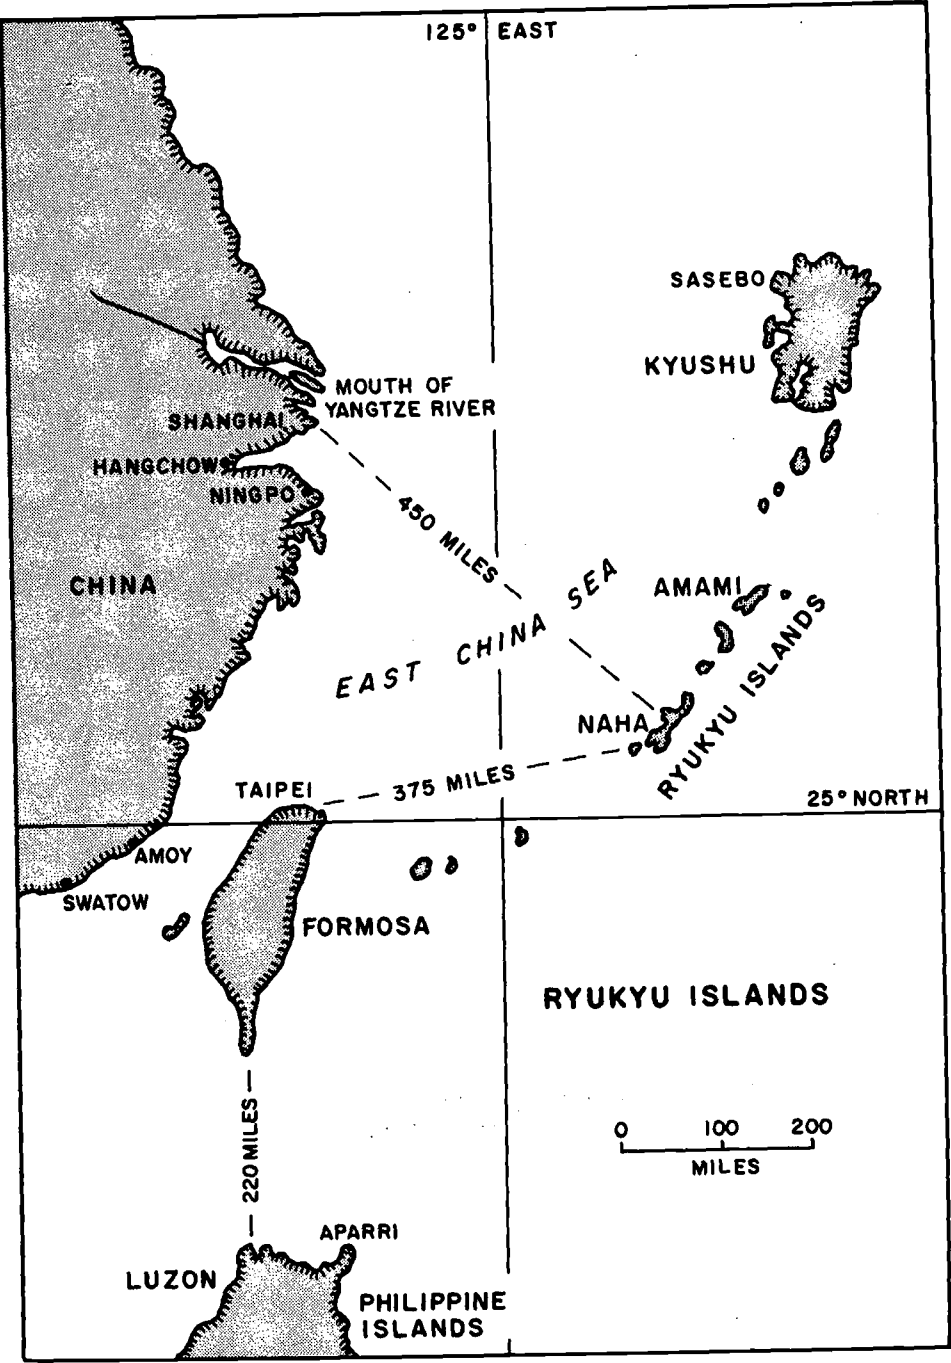 125° EAST
SASEBO
KYUSHU
MOUTH OF
YANGTZE RIVER
SHANGHAI
HANGCHOW
NINGPO
450 MILES
CHINA
EAST CHINA SEA
AMAMI
RYUKYU ISLANDS
NAHA
375 MILES
TAIPEI
25° NORTH
AMOY
SWATOW
FORMOSA
RYUKYU ISLANDS
220 MILES
0 100 200
MILES
APARRI
LUZON
PHILIPPINE
ISLANDS